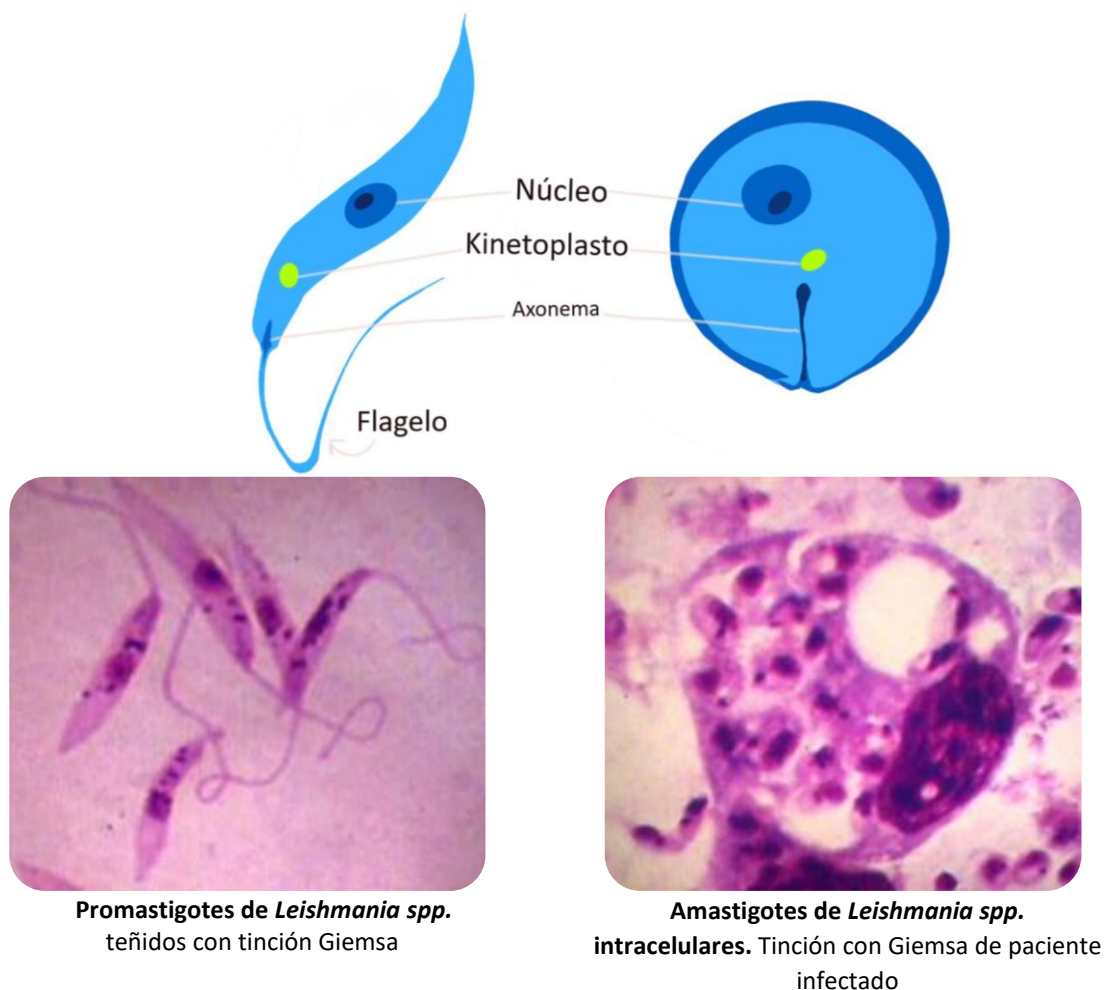 Núcleo
Kinetoplasto
Axonema
Flagelo
Promastigotes de Leishmania spp.
teñidos con tinción Giemsa
Amastigotes de Leishmania spp.
intracelulares. Tinción con Giemsa de paciente
infectado